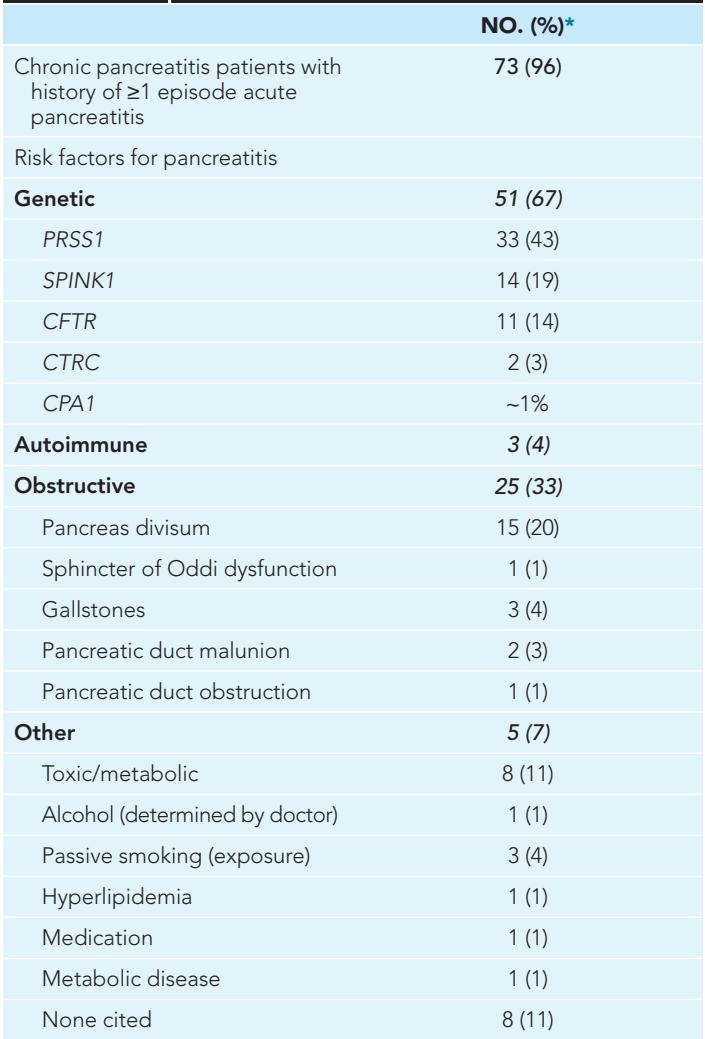 NO. (%)*
Chronic pancreatitis patients with 73 (96)
history of ≥1 episode acute
pancreatitis
Risk factors for pancreatitis
Genetic 51 (67)
PRSS1 33 (43)
SPINK1 14 (19)
CFTR 11 (14)
CTRC 2 (3)
CPA1 ~1%
Autoimmune 3 (4)
Obstructive 25 (33)
Pancreas divisum 15 (20)
Sphincter of Oddi dysfunction 1 (1)
Gallstones 3 (4)
Pancreatic duct malunion 2 (3)
Pancreatic duct obstruction 1 (1)
Other 5 (7)
Toxic/metabolic 8 (11)
Alcohol (determined by doctor) 1 (1)
Passive smoking (exposure) 3 (4)
Hyperlipidemia 1 (1)
Medication 1 (1)
Metabolic disease 1 (1)
None cited 8 (11)